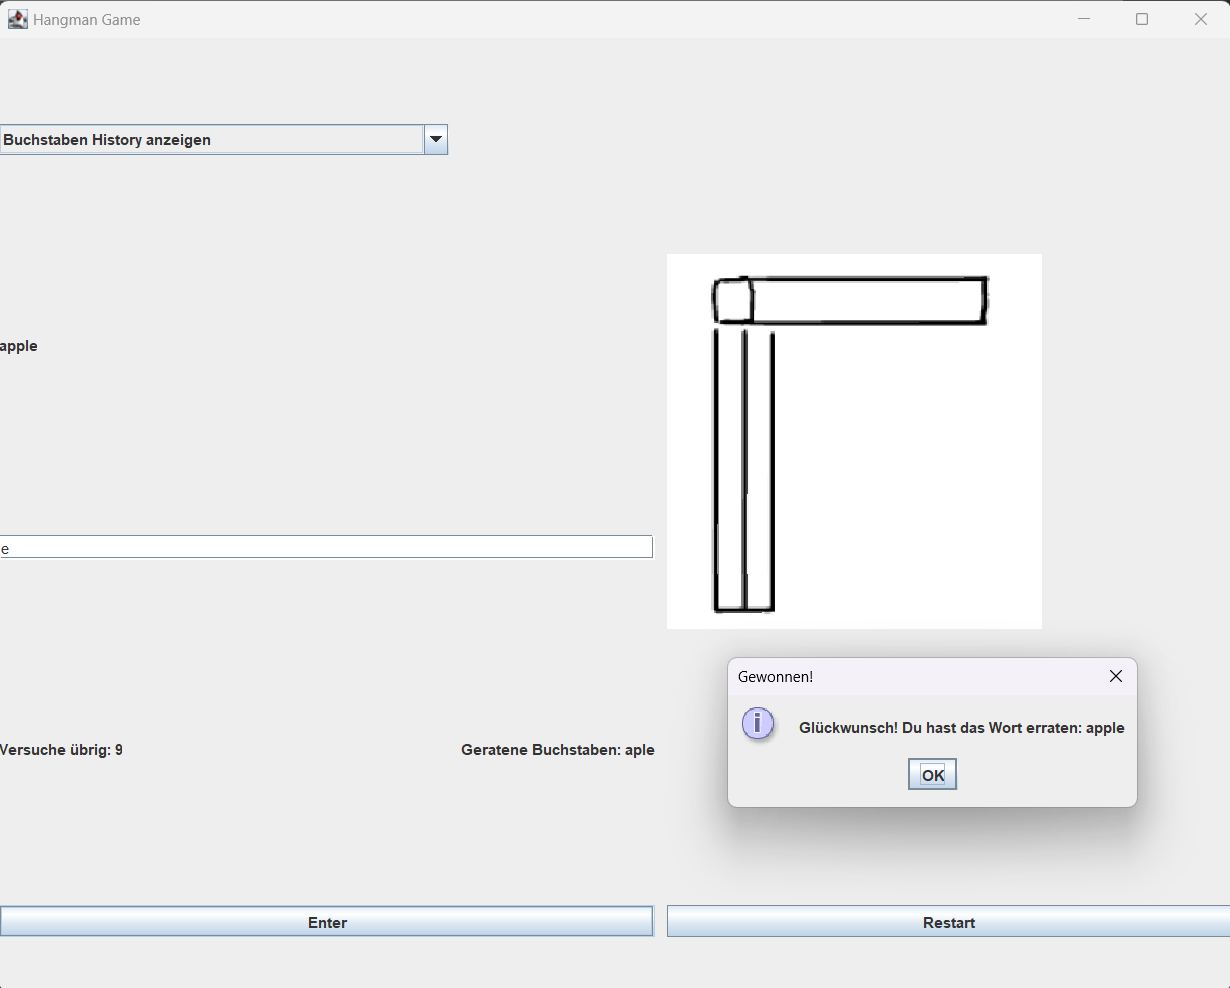 Hangman Game
Buchstaben History anzeigen
apple
e
Gewonnen!
Glückwunsch! Du hast das Wort erraten: apple
OK
Versuche übrig: 9
Geratene Buchstaben: aple
Enter
Restart